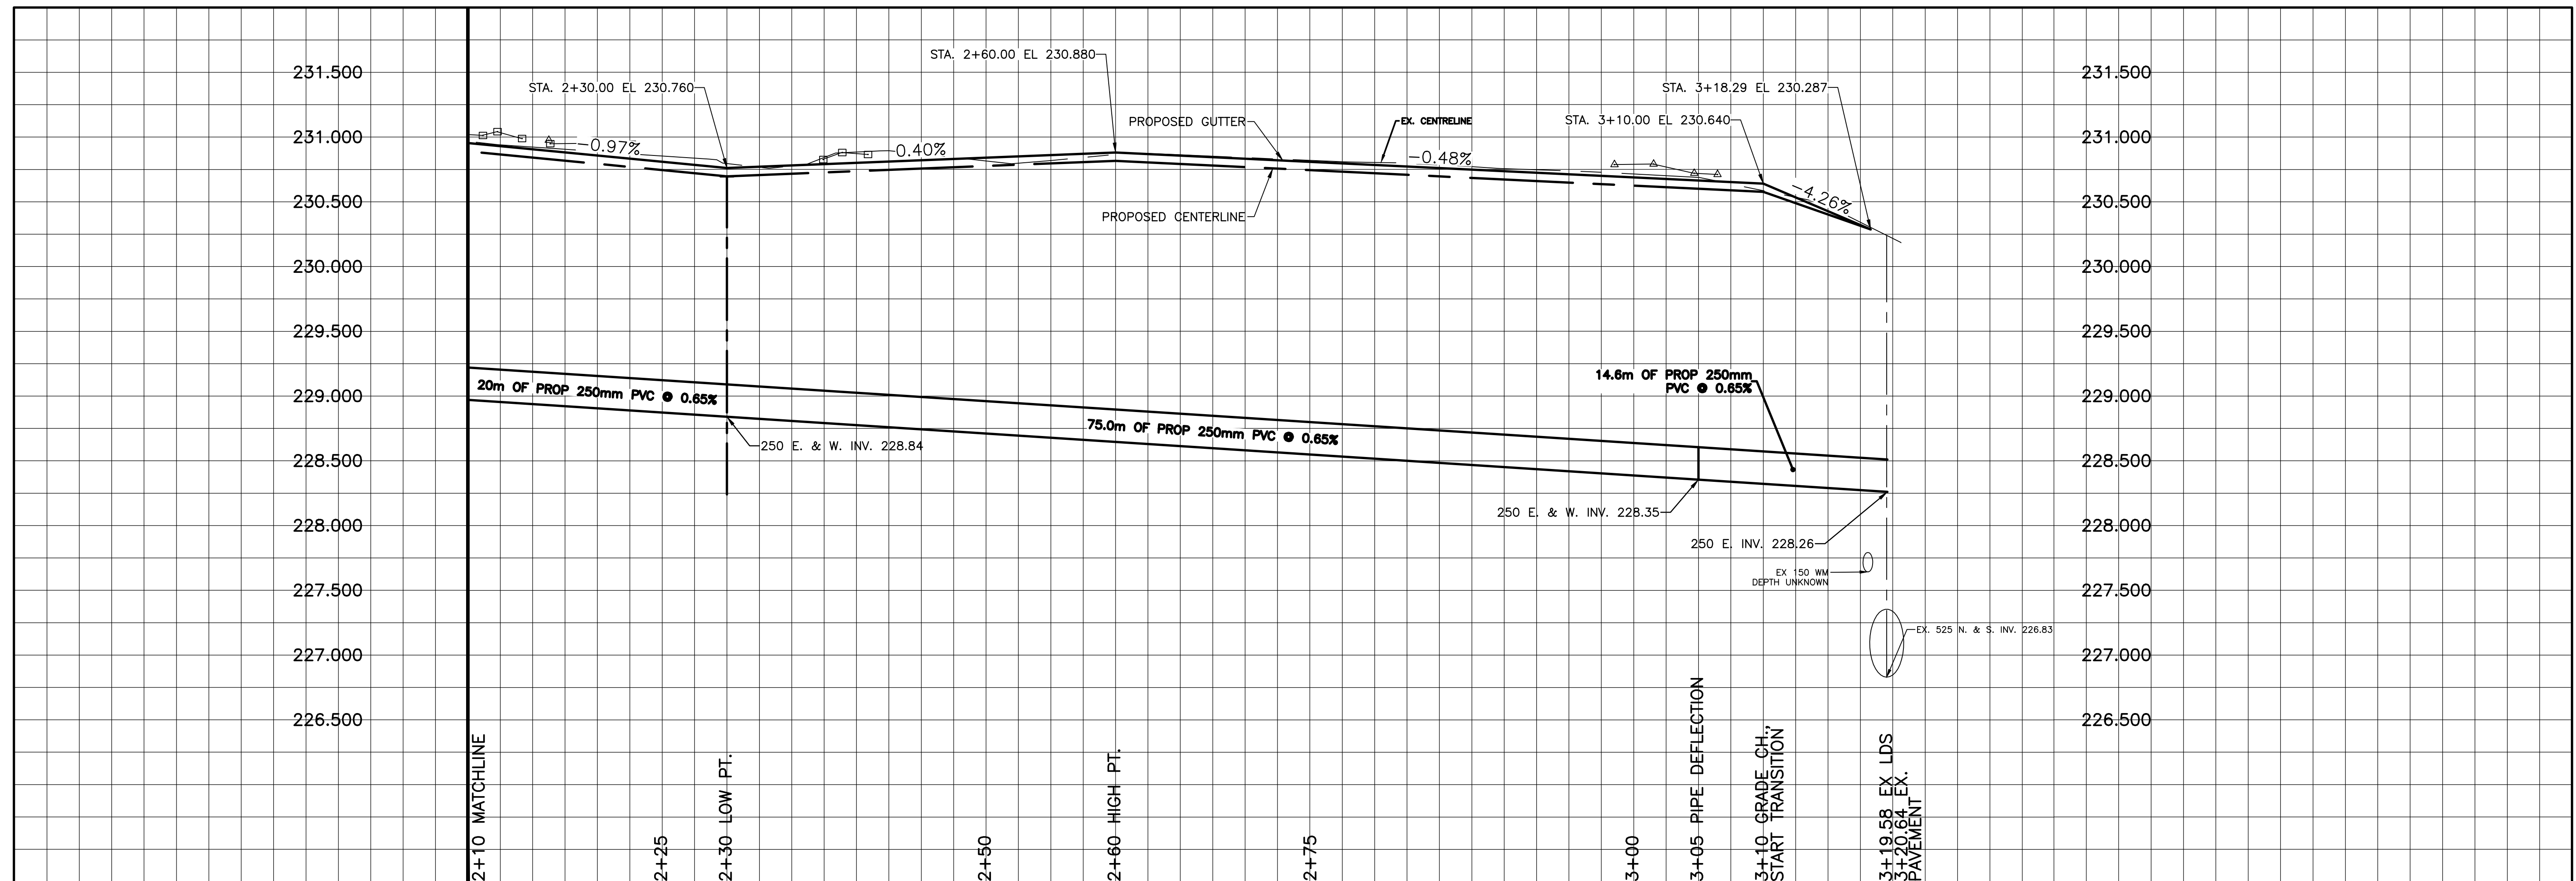 STA. 2+60.00 EL 230.880
231.500
231.500
STA. 2+30.00 EL 230.760
STA. 3+18.29 EL 230.287
PROPOSED GUTTER
EX. CENTRELINE
STA. 3+10.00 EL 230.640
231.000
231.000
-0.97%
0.40%
-0.48%
-4.26%
230.500
230.500
PROPOSED CENTERLINE
230.000
230.000
229.500
229.500
14.6m OF PROP 250mm
PVC @ 0.65%
20m OF PROP 250mm PVC @ 0.65%
229.000
229.000
75.0m OF PROP 250mm PVC @ 0.65%
250 E. & W. INV. 228.84
228.500
228.500
250 E. & W. INV. 228.35
228.000
228.000
250 E. INV. 228.26
EX 150 WM
DEPTH UNKNOWN
227.500
227.500
EX. 525 N. & S. INV. 226.83
227.000
227.000
226.500
226.500
2+10 MATCHLINE
2+25
2+30 LOW PT.
2+50
2+60 HIGH PT.
2+75
3+00
3+05 PIPE DEFLECTION
3+10 GRADE CH.,
START TRANSITION
3+19.58 EX LDS
3+20.64 EX.
PAVEMENT